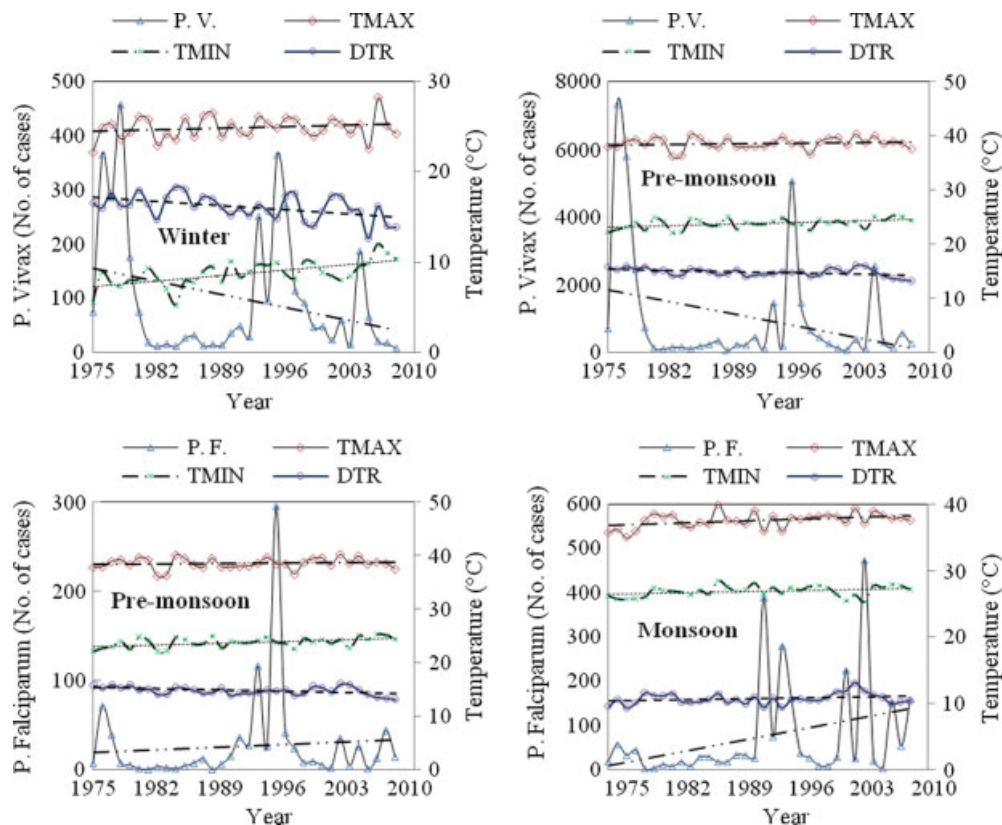 P. V. TMAX
TMIN DTR
P. Vivax (No. of cases)
500
400
300
200
100
0
30
25
20
15
10
5
0
Temperature (°C)
Winter
1975 1982 1989 1996 2003 2010
Year
P.V. TMAX
TMIN DTR
P. Vivax (No. of cases)
8000
6000
4000
2000
0
50
40
30
20
10
0
Temperature (°C)
Pre-monsoon
1975 1982 1989 1996 2003 2010
Year
P. F. TMAX
TMIN DTR
P. Falciparum (No. of cases)
300
200
100
0
50
40
30
20
10
0
Temperature (°C)
Pre-monsoon
1975 1982 1989 1996 2003 2010
Year
P. F. TMAX
TMIN DTR
P. Falciparum (No. of cases)
600
500
400
300
200
100
0
40
30
20
10
0
Temperature (°C)
Monsoon
1975 1982 1989 1996 2003 2010
Year